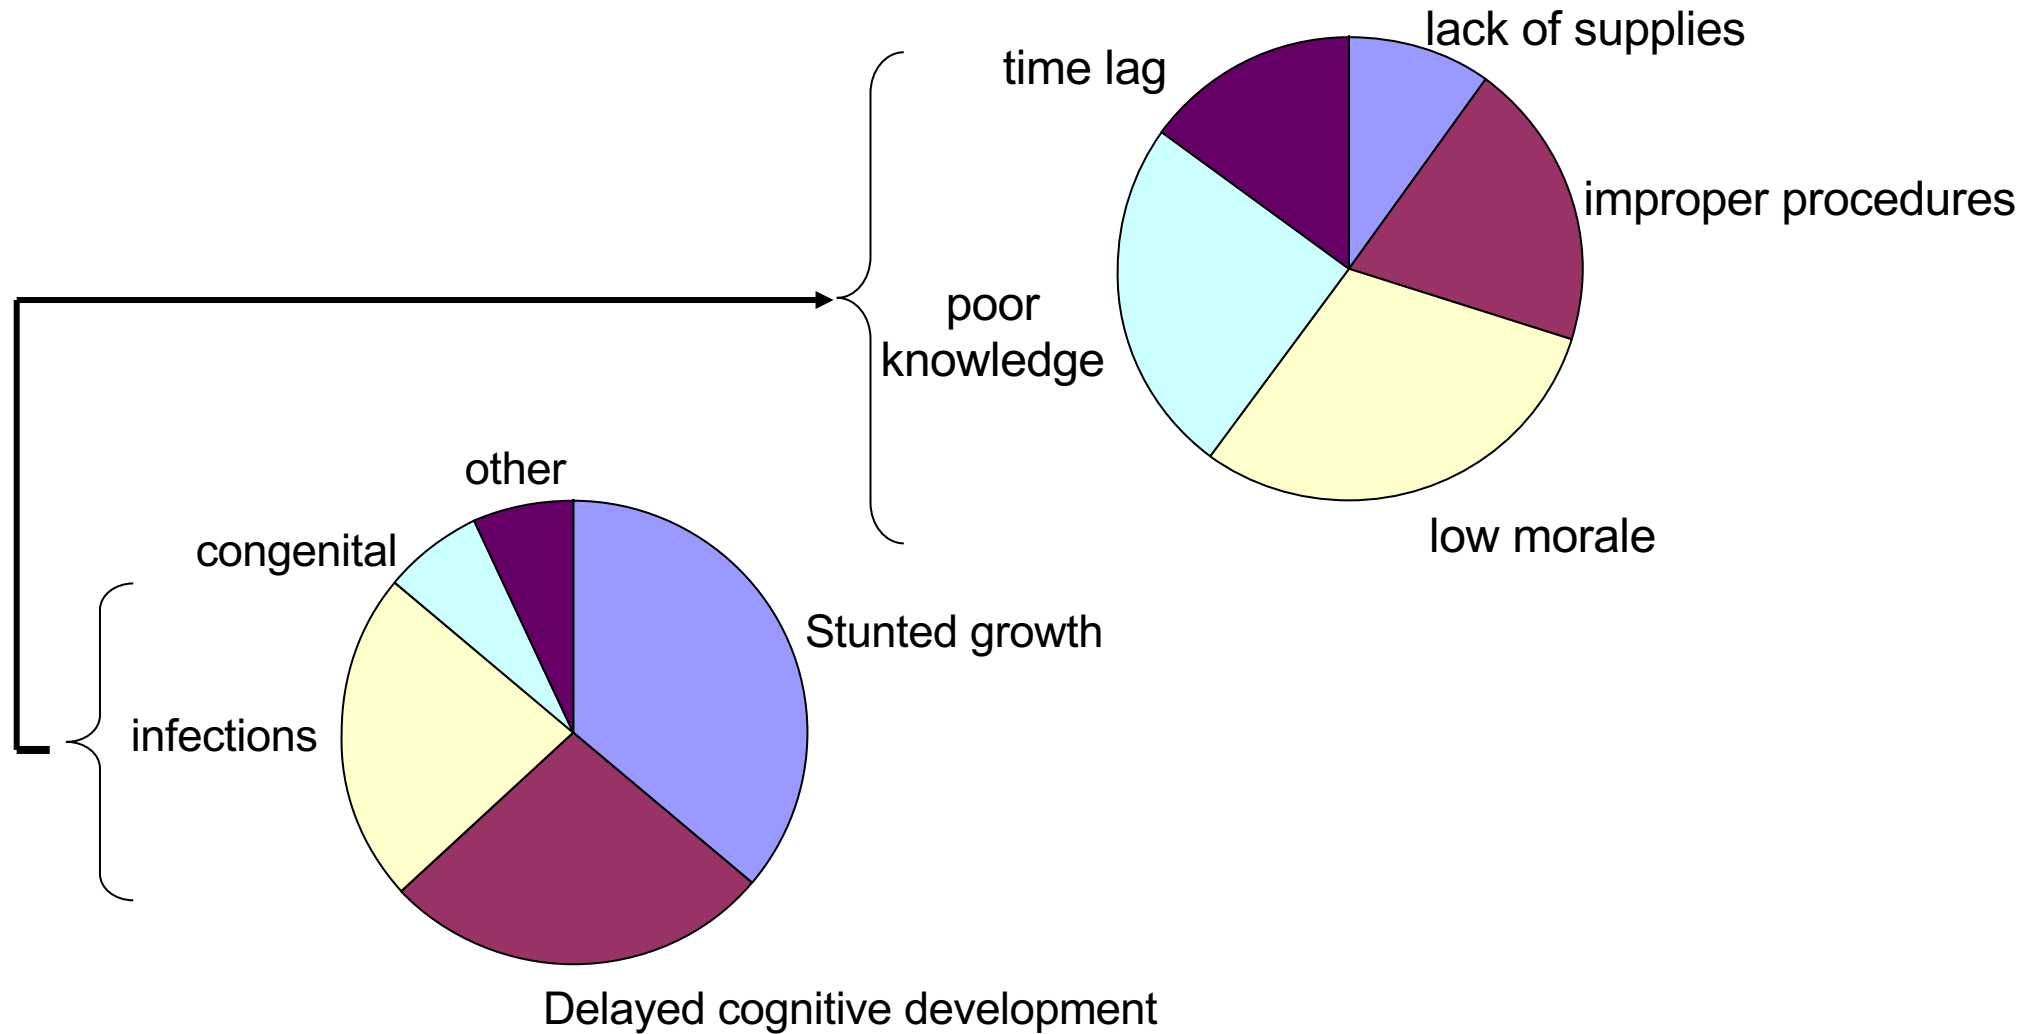 lack of supplies
time lag
improper procedures
poor
knowledge
low morale
other
congenital
Stunted growth
infections
Delayed cognitive development